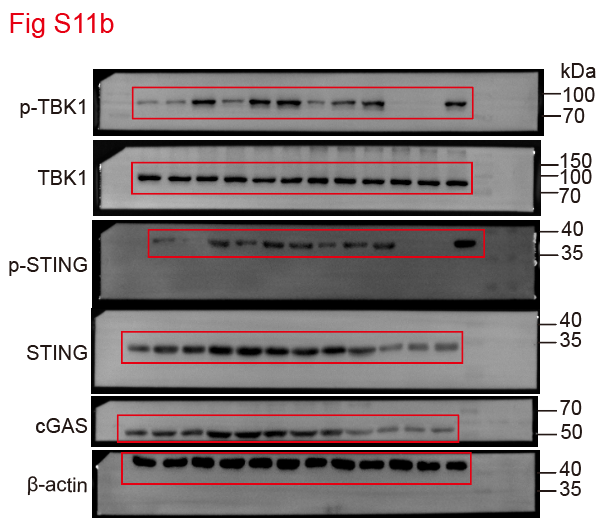 Fig S11b
kDa
p-TBK1
100
70
TBK1
150
100
70
p-STING
40
35
STING
40
35
cGAS
70
50
β-actin
40
35